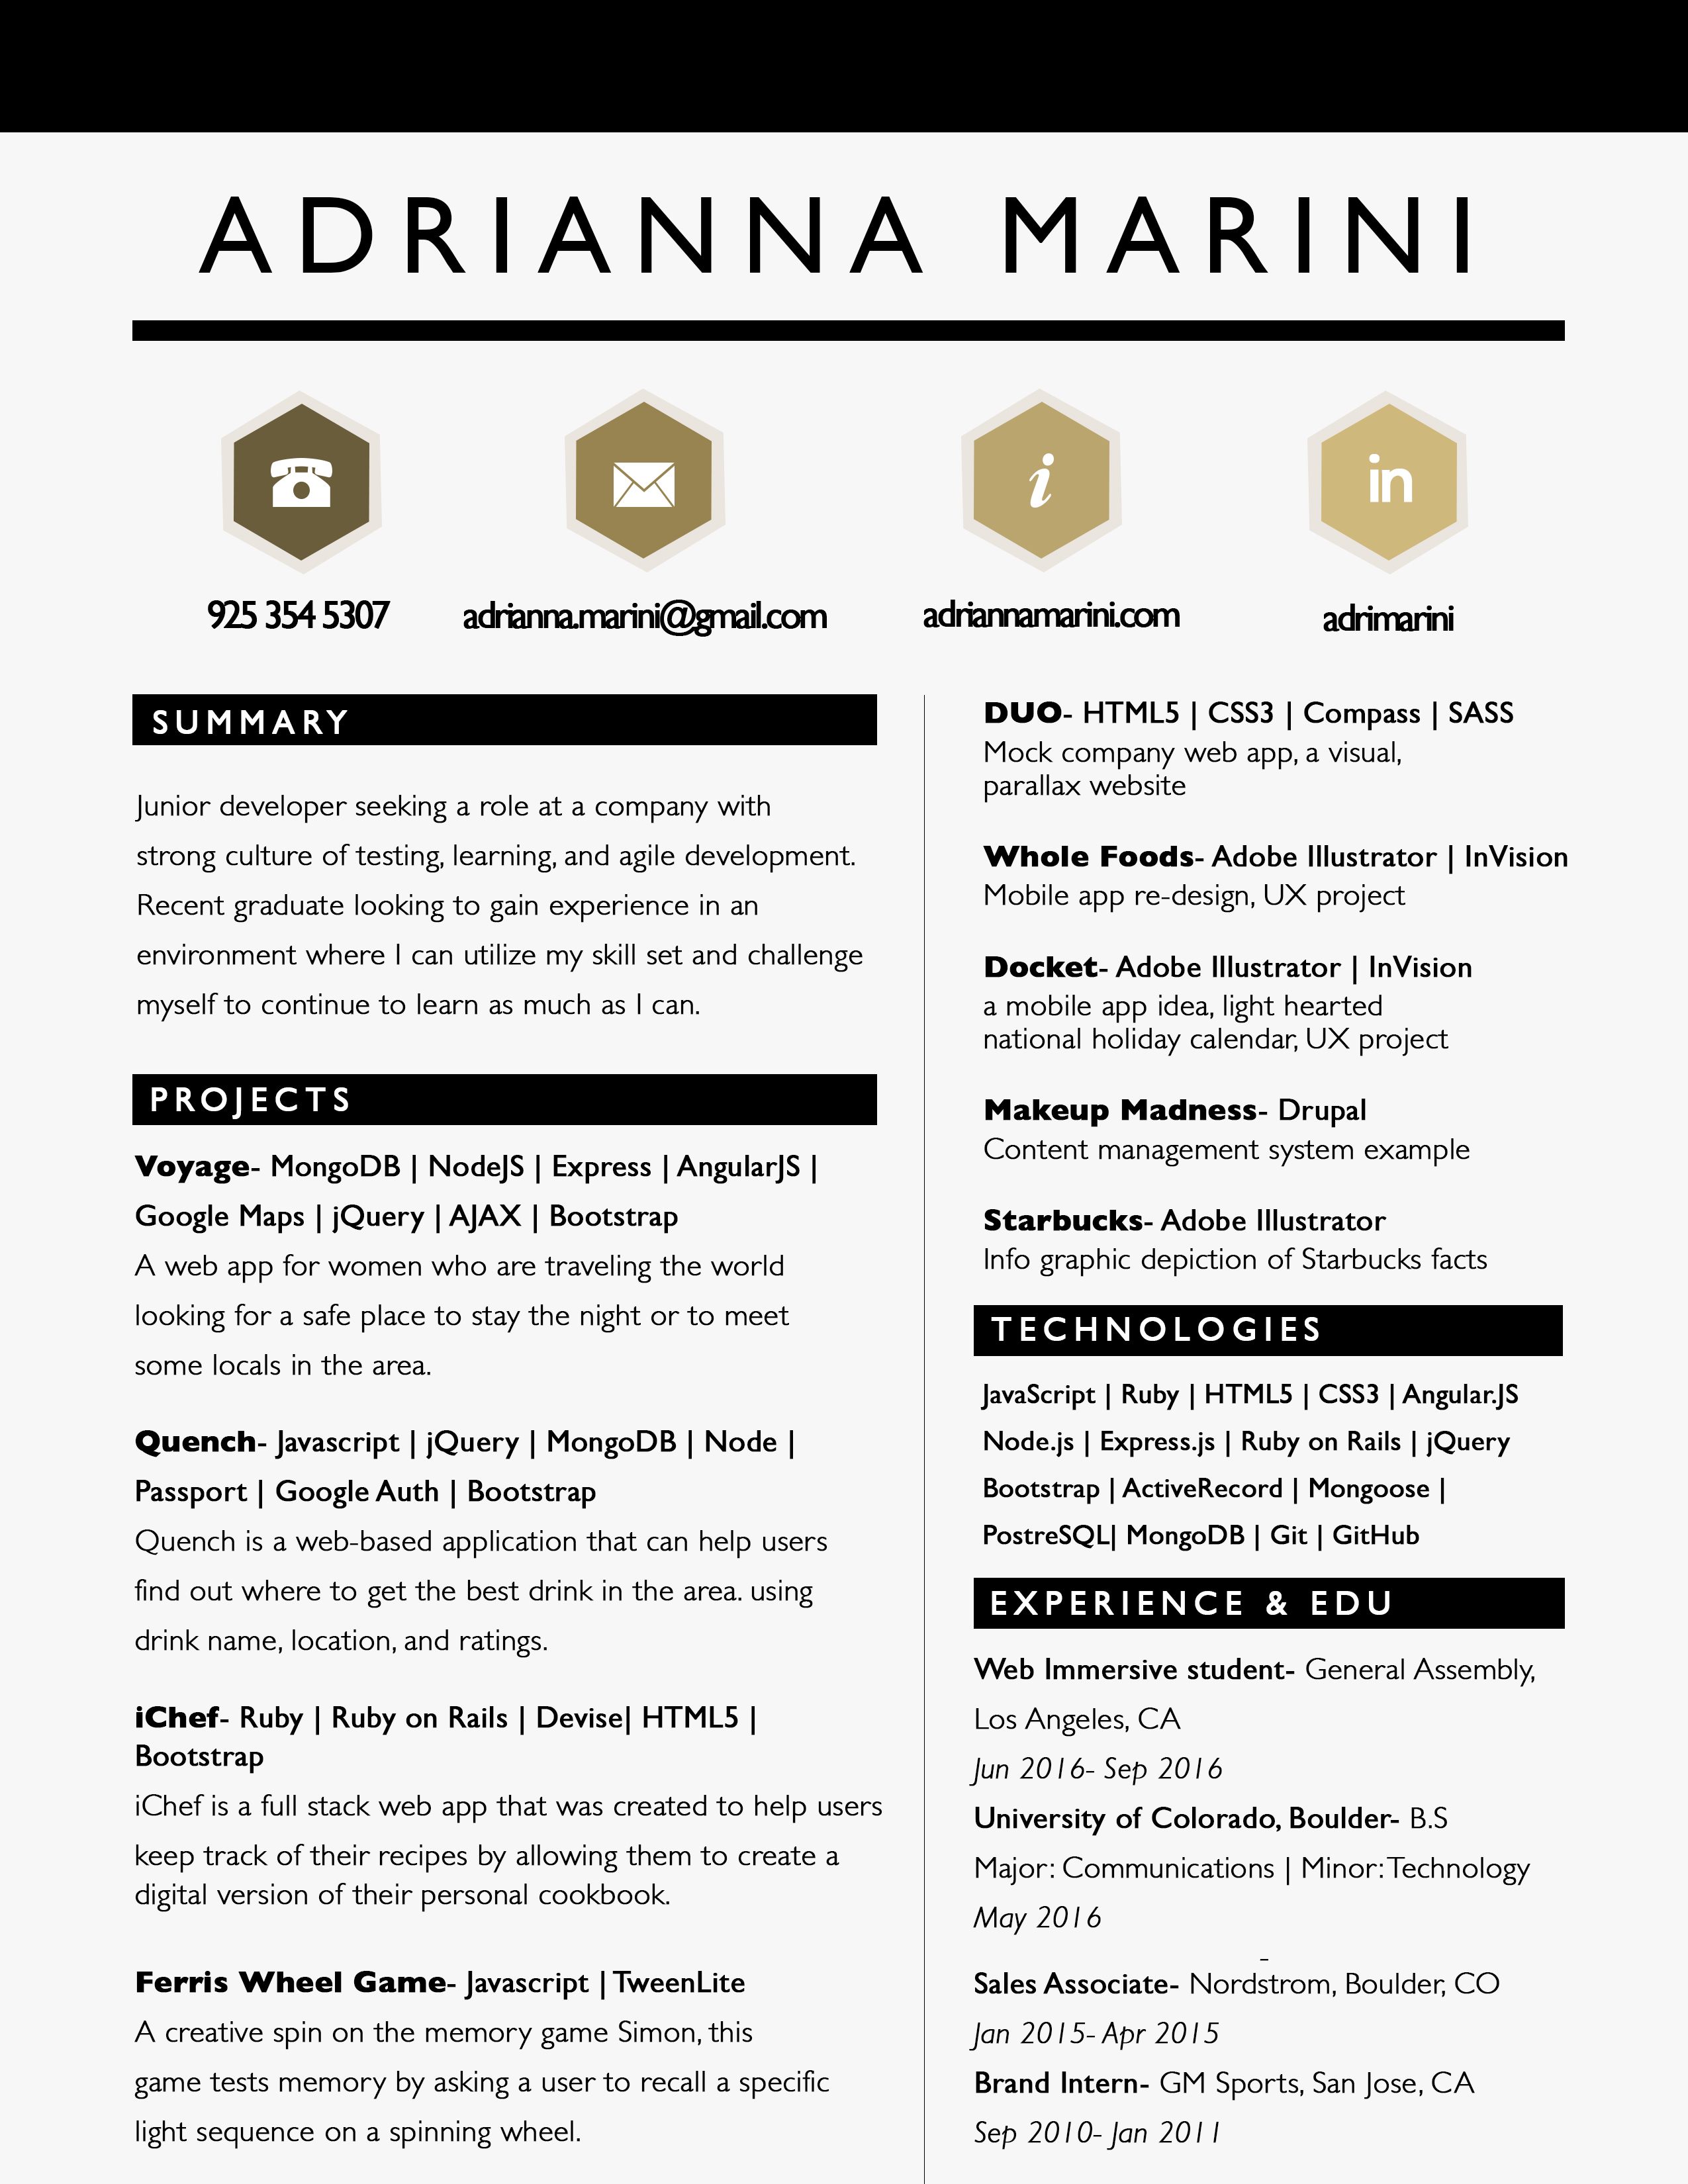 ADRIANNA MARINI
925 354 5307
adrianna.marini@gmail.com
adriannamarini.com
in
adrimarini
SUMMARY
Junior developer seeking a role at a company with
strong culture of testing, learning, and agile development.
Recent graduate looking to gain experience in an
environment where I can utilize my skill set and challenge
myself to continue to learn as much as I can.
PROJECTS
Voyage- MongoDB | NodeJS | Express | AngularJS |
Google Maps | jQuery | AJAX | Bootstrap
A web app for women who are traveling the world
looking for a safe place to stay the night or to meet
some locals in the area.
Quench- Javascript | jQuery | MongoDB | Node |
Passport | Google Auth | Bootstrap
Quench is a web-based application that can help users
find out where to get the best drink in the area. using
drink name, location, and ratings.
iChef- Ruby | Ruby on Rails | Devise| HTML5 |
Bootstrap
iChef is a full stack web app that was created to help users
keep track of their recipes by allowing them to create a
digital version of their personal cookbook.
Ferris Wheel Game- Javascript | TweenLite
A creative spin on the memory game Simon, this
game tests memory by asking a user to recall a specific
light sequence on a spinning wheel.
DUO- HTML5 | CSS3 | Compass | SASS
Mock company web app, a visual,
parallax website
Whole Foods- Adobe Illustrator | InVision
Mobile app re-design, UX project
Docket- Adobe Illustrator | InVision
a mobile app idea, light hearted
national holiday calendar, UX project
Makeup Madness- Drupal
Content management system example
Starbucks- Adobe Illustrator
Info graphic depiction of Starbucks facts
TECHNOLOGIES
JavaScript | Ruby | HTML5 | CSS3 | Angular.JS
Node.js | Express.js | Ruby on Rails | jQuery
Bootstrap | ActiveRecord | Mongoose |
PostreSQL| MongoDB | Git | GitHub
EXPERIENCE & EDU
Web Immersive student- General Assembly,
Los Angeles, CA
Jun 2016- Sep 2016
University of Colorado, Boulder- B.S
Major: Communications | Minor: Technology
May 2016
-
Sales Associate- Nordstrom, Boulder, CO
Jan 2015- Apr 2015
Brand Intern- GM Sports, San Jose, CA
Sep 2010- Jan 2011